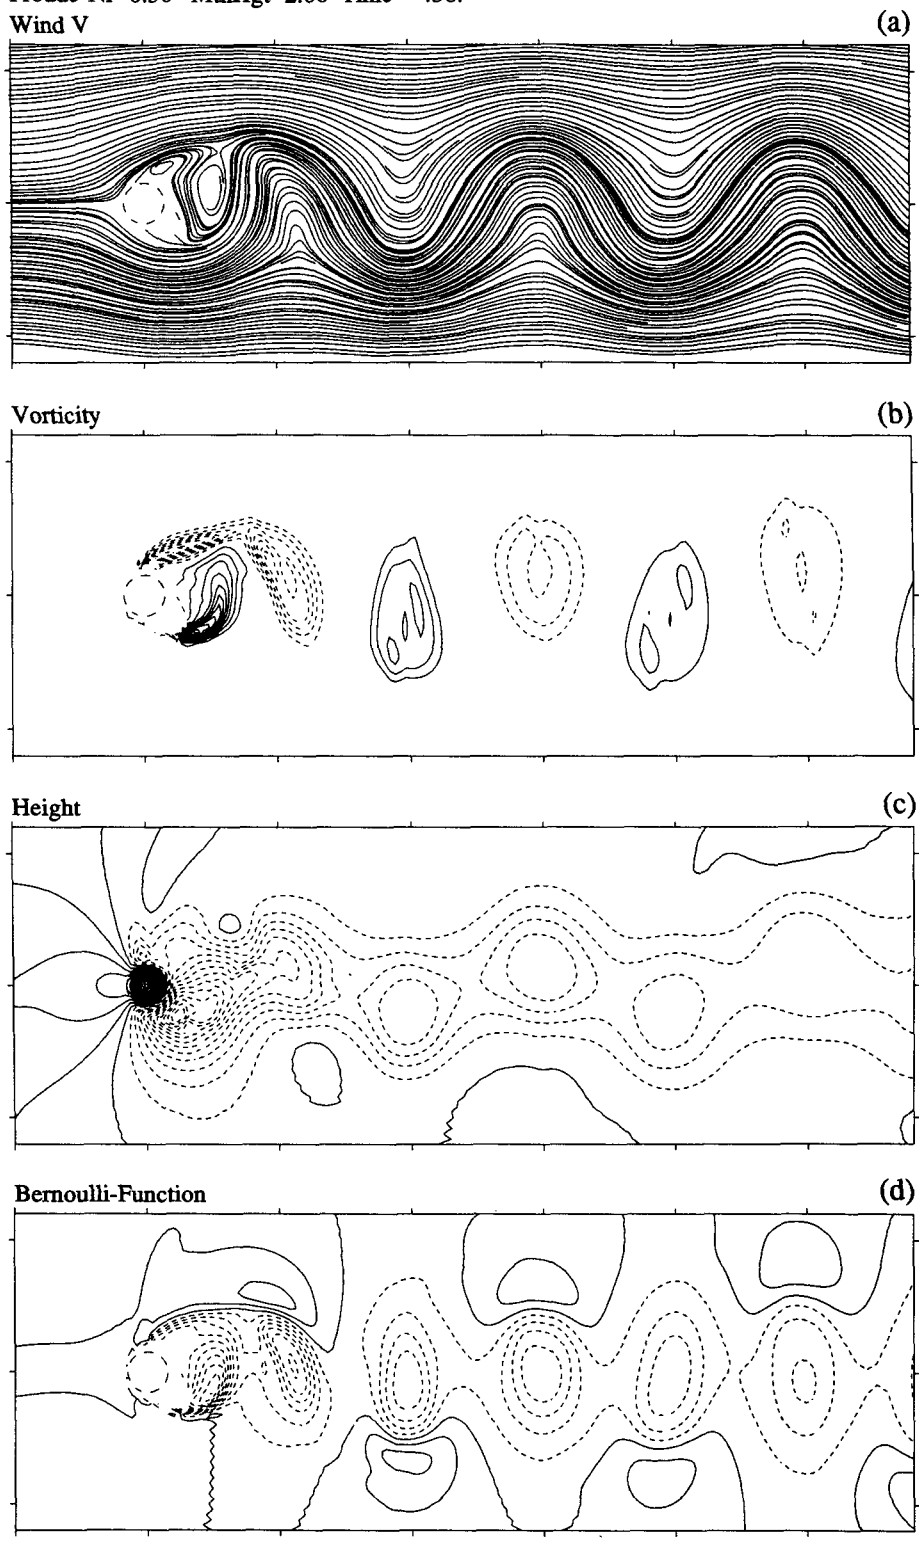 Wind V
(a)
Vorticity
(b)
Height
(c)
Bernoulli-Function
(d)